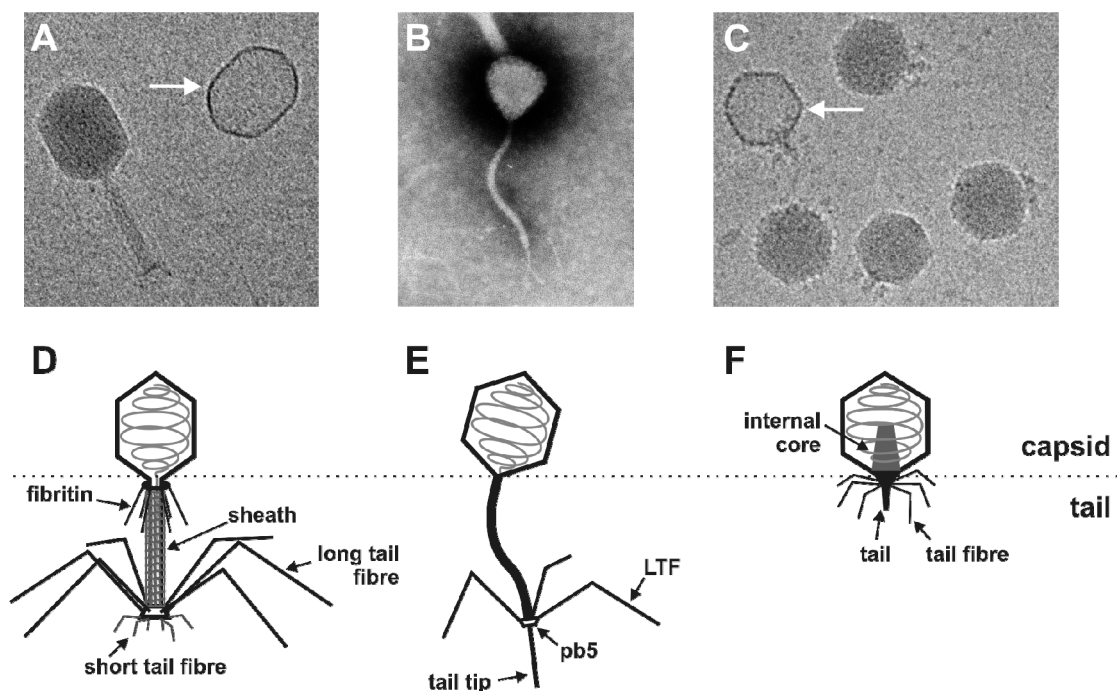 A
B
C
D
E
F
fibritin
sheath
long tail
fibre
short tail fibre
LTF
pb5
tail tip
internal
core
capsid
tail
tail
tail fibre